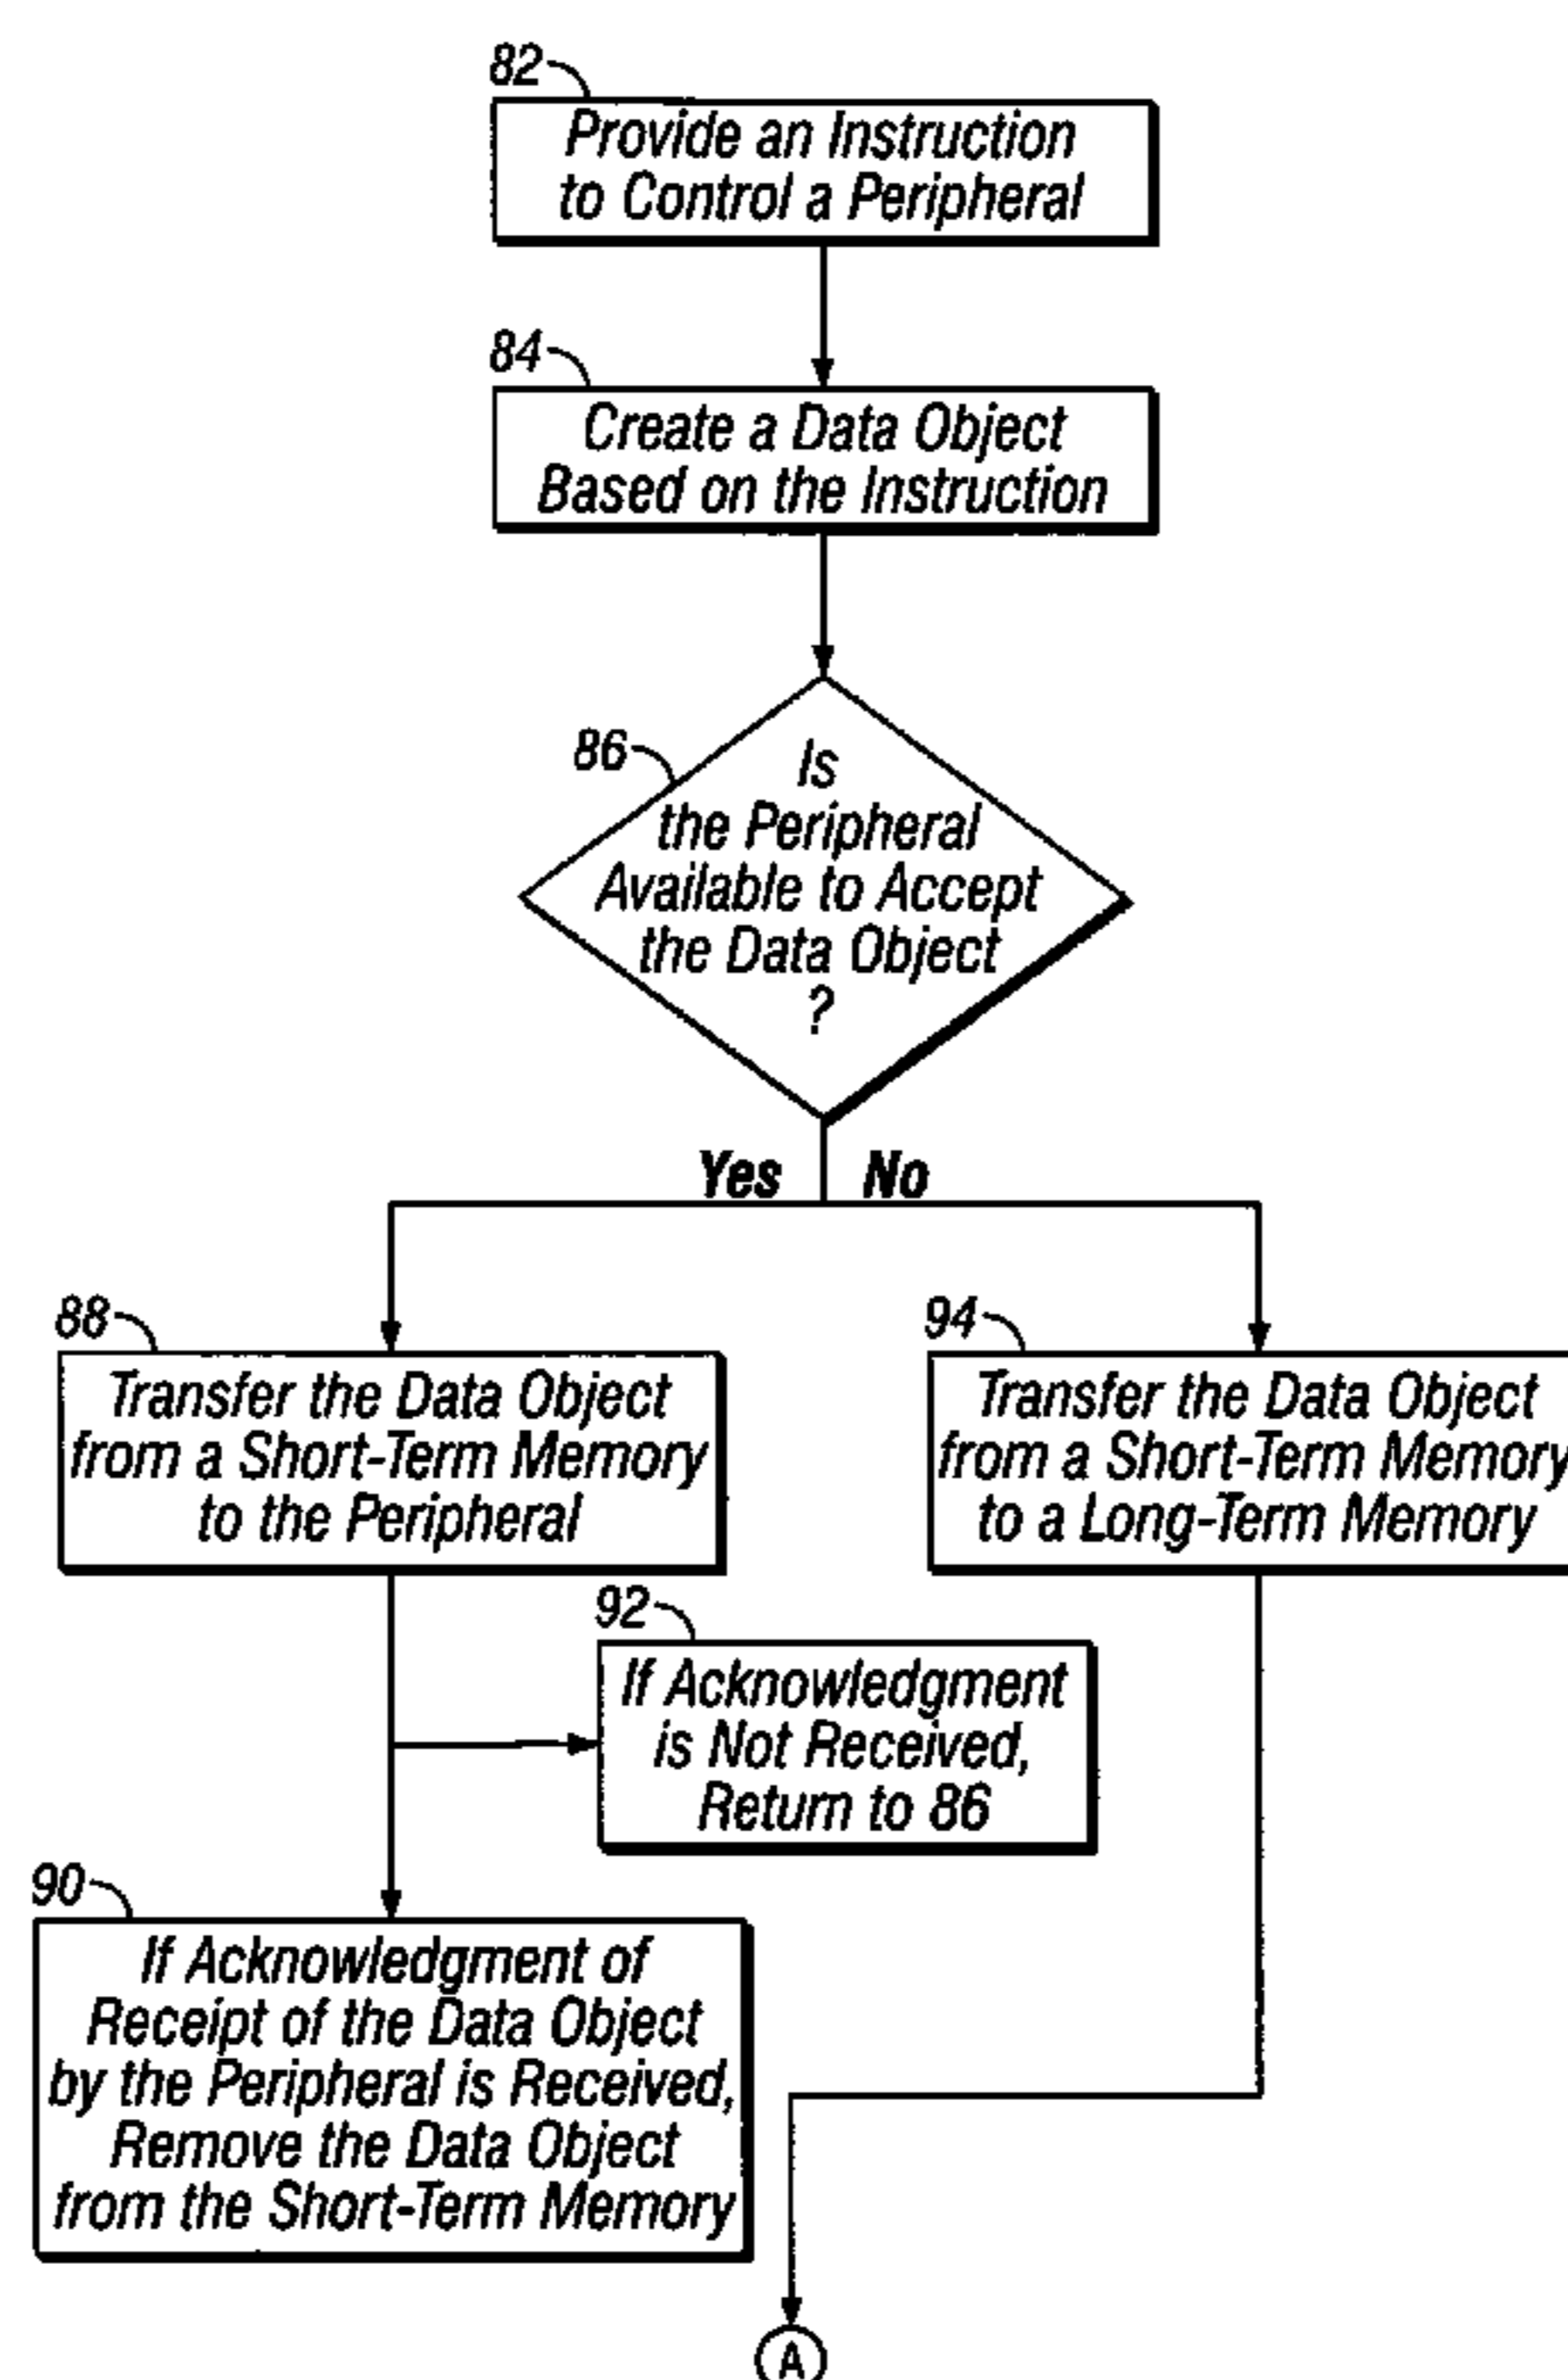 82
Provide an Instruction
to Control a Peripheral
84
Create a Data Object
Based on the Instruction
86
Is
the Peripheral
Available to Accept
the Data Object
?
Yes No
88
Transfer the Data Object
from a Short-Term Memory
to the Peripheral
94
Transfer the Data Object
from a Short-Term Memory
to a Long-Term Memory
92
If Acknowledgment
is Not Received,
Return to 86
90
If Acknowledgment of
Receipt of the Data Object
by the Peripheral is Received,
Remove the Data Object
from the Short-Term Memory
A